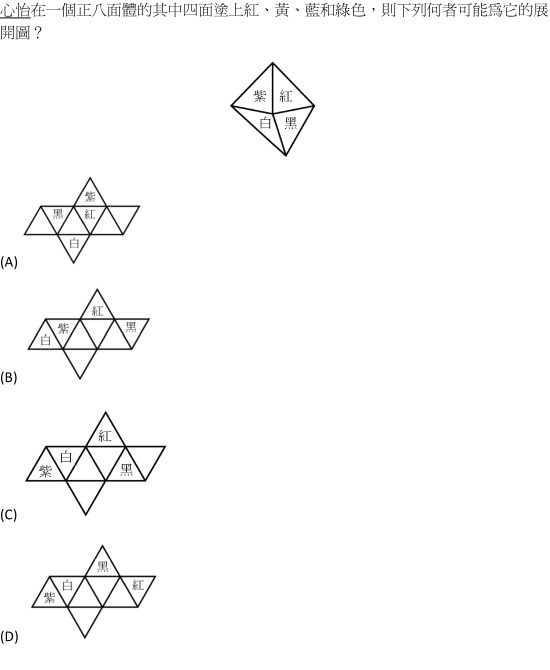 心怡在一個正八面體的其中四面塗上紅、黃、藍和綠色，則下列何者可能為它的展
開圖？
紫 紅
白 黑
紫
黑 紅
白
(A)
紅
紫 黑
白
(B)
紅
白
紫 黑
(C)
黑
白 紅
紫
(D)